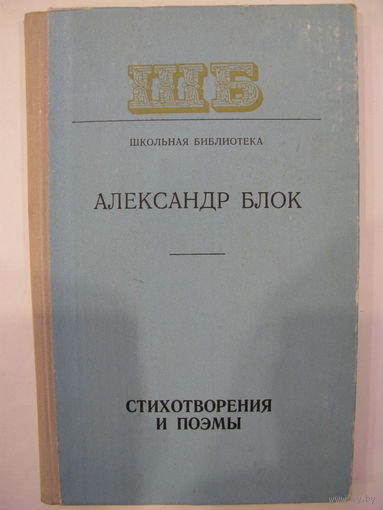 ШБ
ШКОЛЬНАЯ БИБЛИОТЕКА
АЛЕКСАНДР БЛОК
СТИХОТВОРЕНИЯ
И ПОЭМЫ